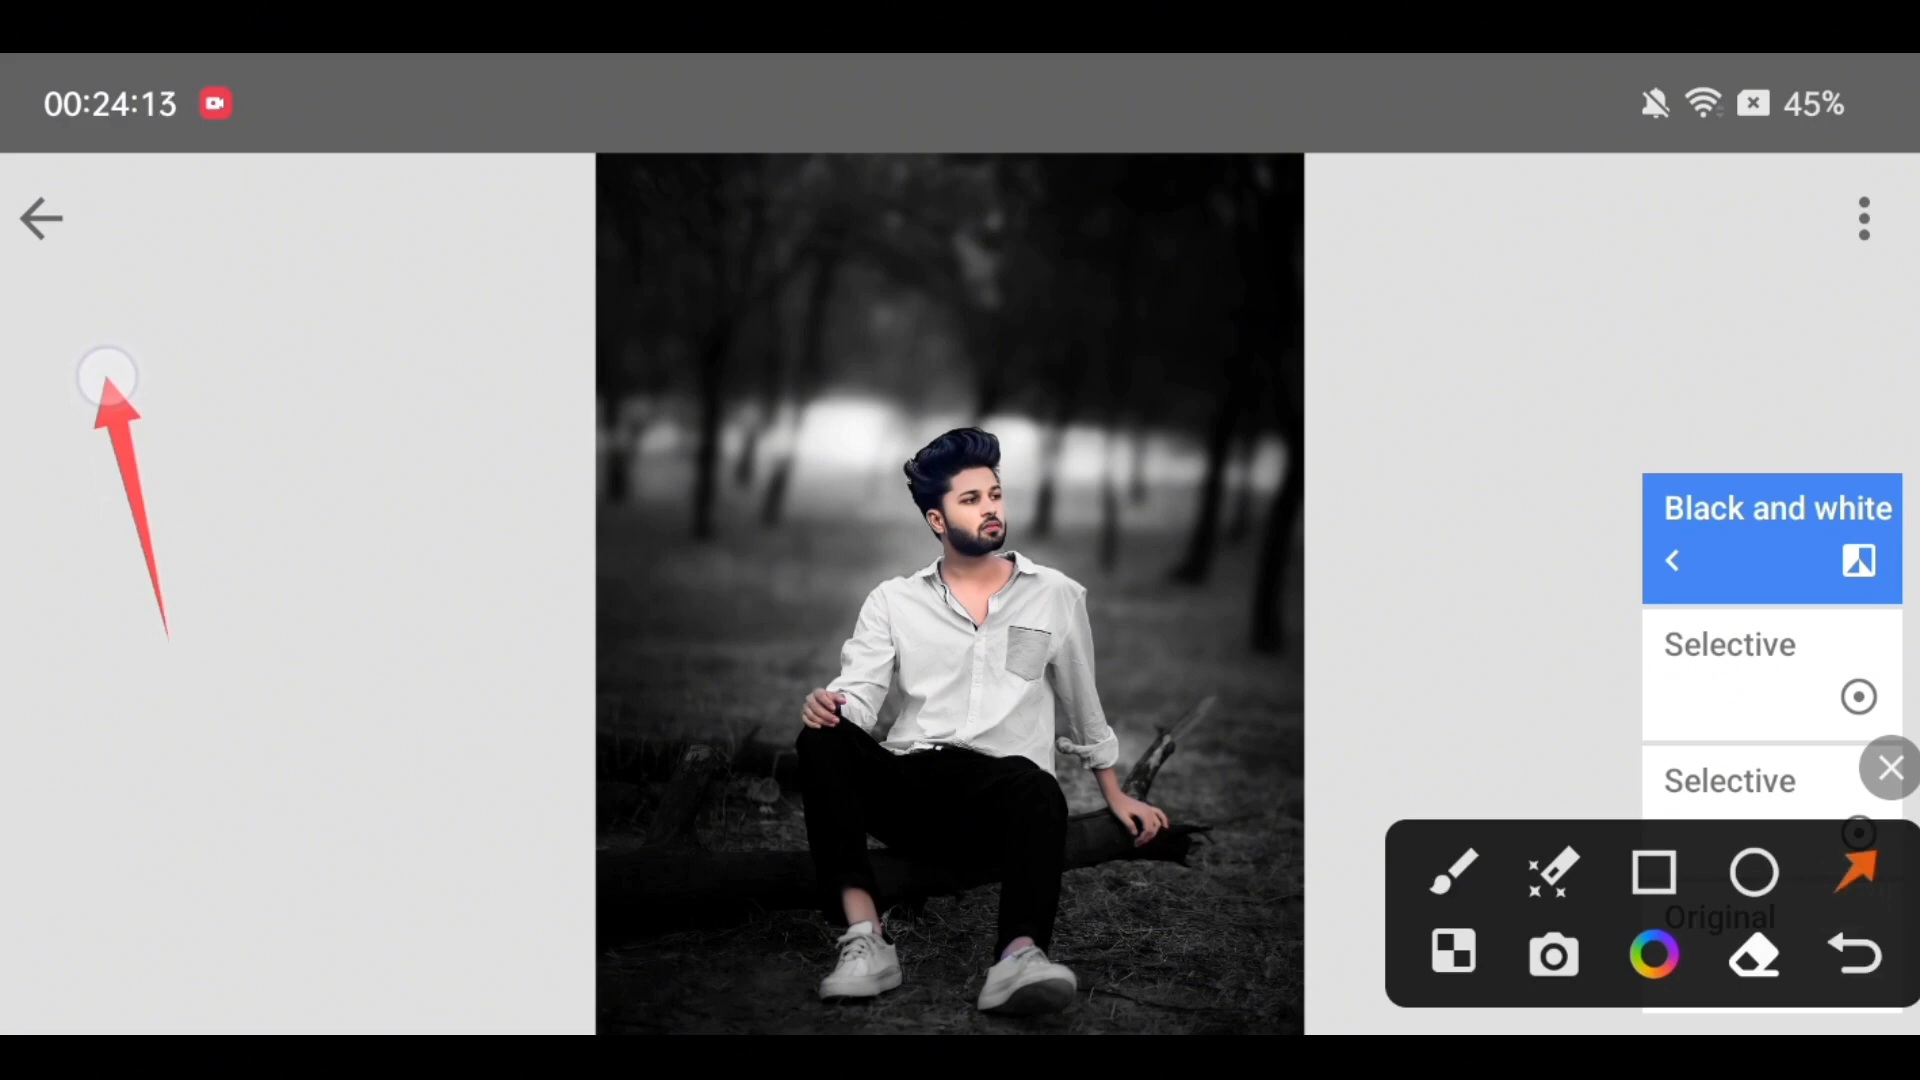 00:24:13
45%
Black and white
Selective
Selective
Original